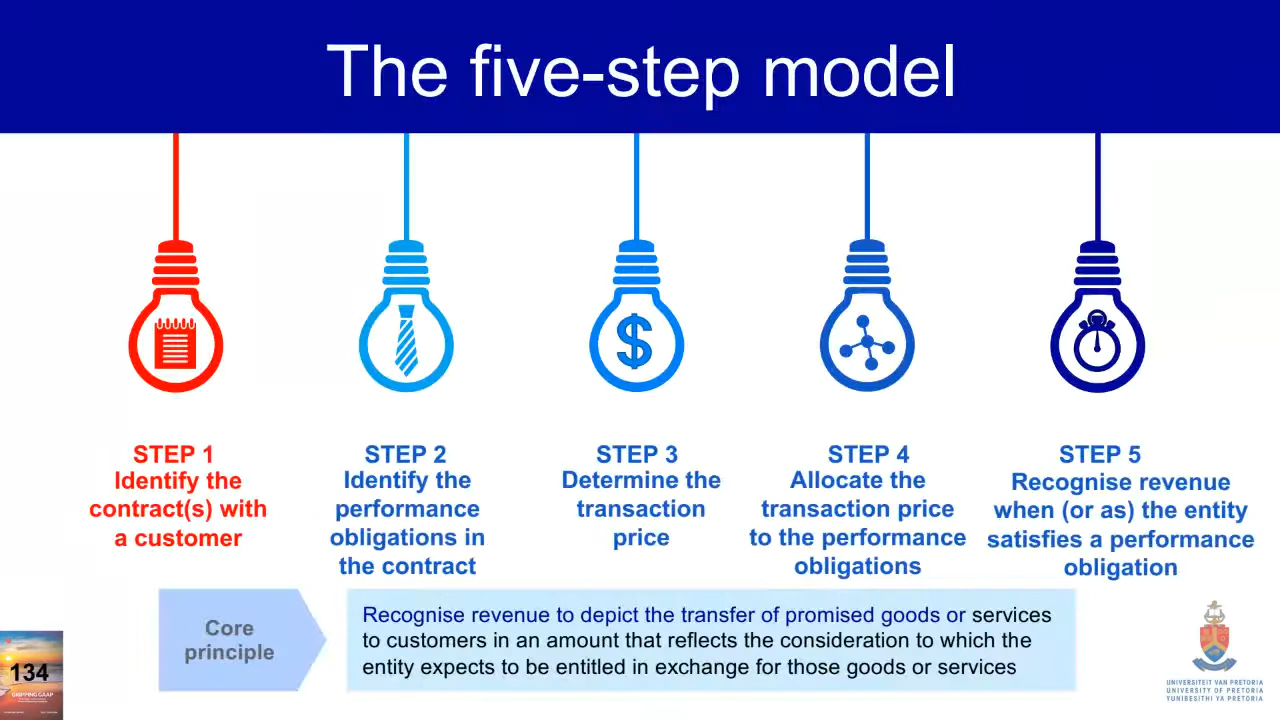 The five-step model
$
STEP 1
Identify the
contract(s) with
a customer
STEP 2
Identify the
performance
obligations in
the contract
STEP 3
Determine the
transaction
price
STEP 4
Allocate the
transaction price
to the performance
obligations
STEP 5
Recognise revenue
when (or as) the entity
satisfies a performance
obligation
Core
principle
Recognise revenue to depict the transfer of promised goods or services
to customers in an amount that reflects the consideration to which the
entity expects to be entitled in exchange for those goods or services
134
GRIPPING GAAP
UNIVERSITEIT VAN PRETORIA
UNIVERSITY OF PRETORIA
YUNIBESITHI YA PRETORIA